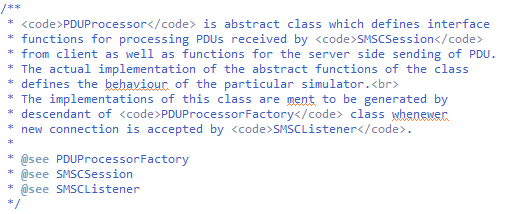 /**
* <code>PDUProcessor</code> is abstract class which defines interface
* functions for processing PDUs received by <code>SMSCSession</code>
* from client as well as functions for the server side sending of PDU.
* The actual implementation of the abstract functions of the class
* defines the behaviour of the particular simulator.<br>
* The implementations of this class are ment to be generated by
* descendant of <code>PDUProcessorFactory</code> class whenewer
* new connection is accepted by <code>SMSCListener</code>.
*
* @see PDUProcessorFactory
* @see SMSCSession
* @see SMSCListener
*/